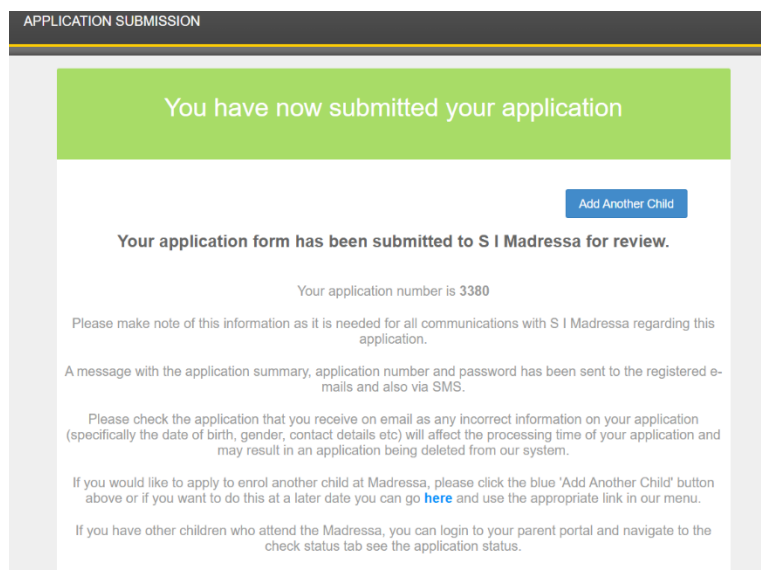 APPLICATION SUBMISSION
You have now submitted your application
Add Another Child
Your application form has been submitted to S I Madressa for review.
Your application number is 3380
Please make note of this information as it is needed for all communications with S I Madressa regarding this
application.
A message with the application summary, application number and password has been sent to the registered e-
mails and also via SMS.
Please check the application that you receive on email as any incorrect information on your application
(specifically the date of birth, gender, contact details etc) will affect the processing time of your application and
may result in an application being deleted from our system.
If you would like to apply to enrol another child at Madressa, please click the blue 'Add Another Child' button
above or if you want to do this at a later date you can go here and use the appropriate link in our menu.
If you have other children who attend the Madressa, you can login to your parent portal and navigate to the
check status tab see the application status.